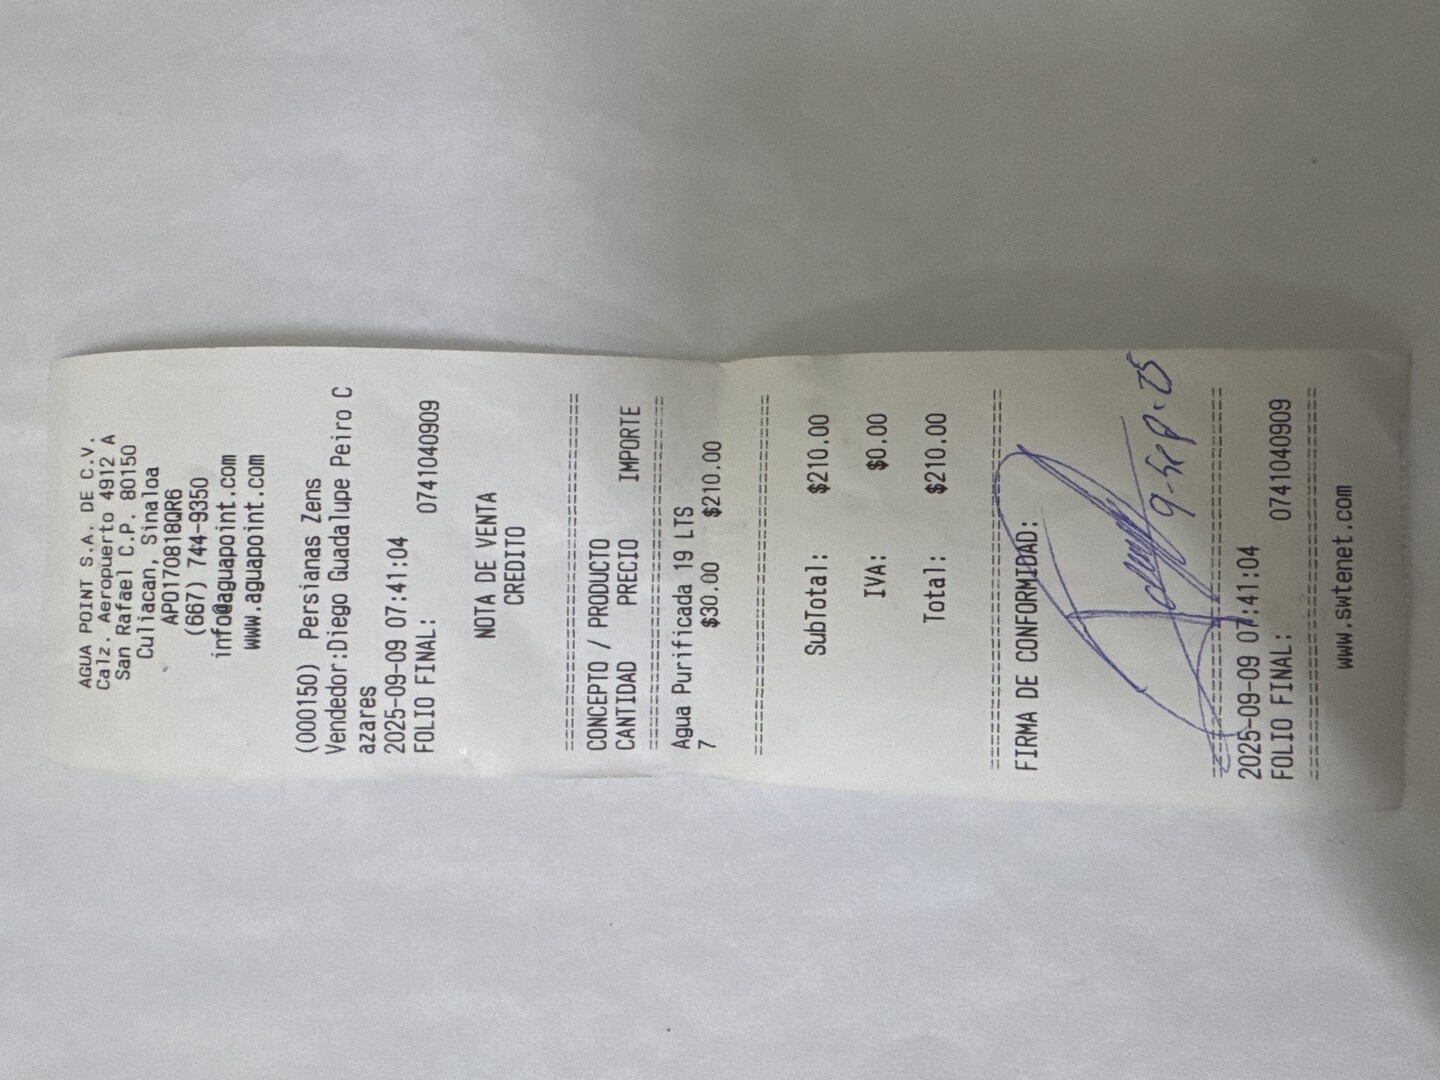 AGUA POINT S.A. DE C.V.
Calz. Aeropuerto 4912 A
San Rafael C.P. 80150
Culiacan, Sinaloa
APO170818QR6
(667) 744-9350
info@aguapoint.com
www.aguapoint.com
(000150) Persianas Zens
Vendedor:Diego Guadalupe Peiro C
azares
2025-09-09 07:41:04
FOLIO FINAL: 0741040909
NOTA DE VENTA
CREDITO
================================
CONCEPTO / PRODUCTO
CANTIDAD PRECIO IMPORTE
================================
Agua Purificada 19 LTS
7 $30.00 $210.00
================================
SubTotal: $210.00
IVA: $0.00
Total: $210.00
================================
FIRMA DE CONFORMIDAD:
9-Sep-25
================================
2025-09-09 07:41:04
FOLIO FINAL: 0741040909
================================
www.swtenet.com